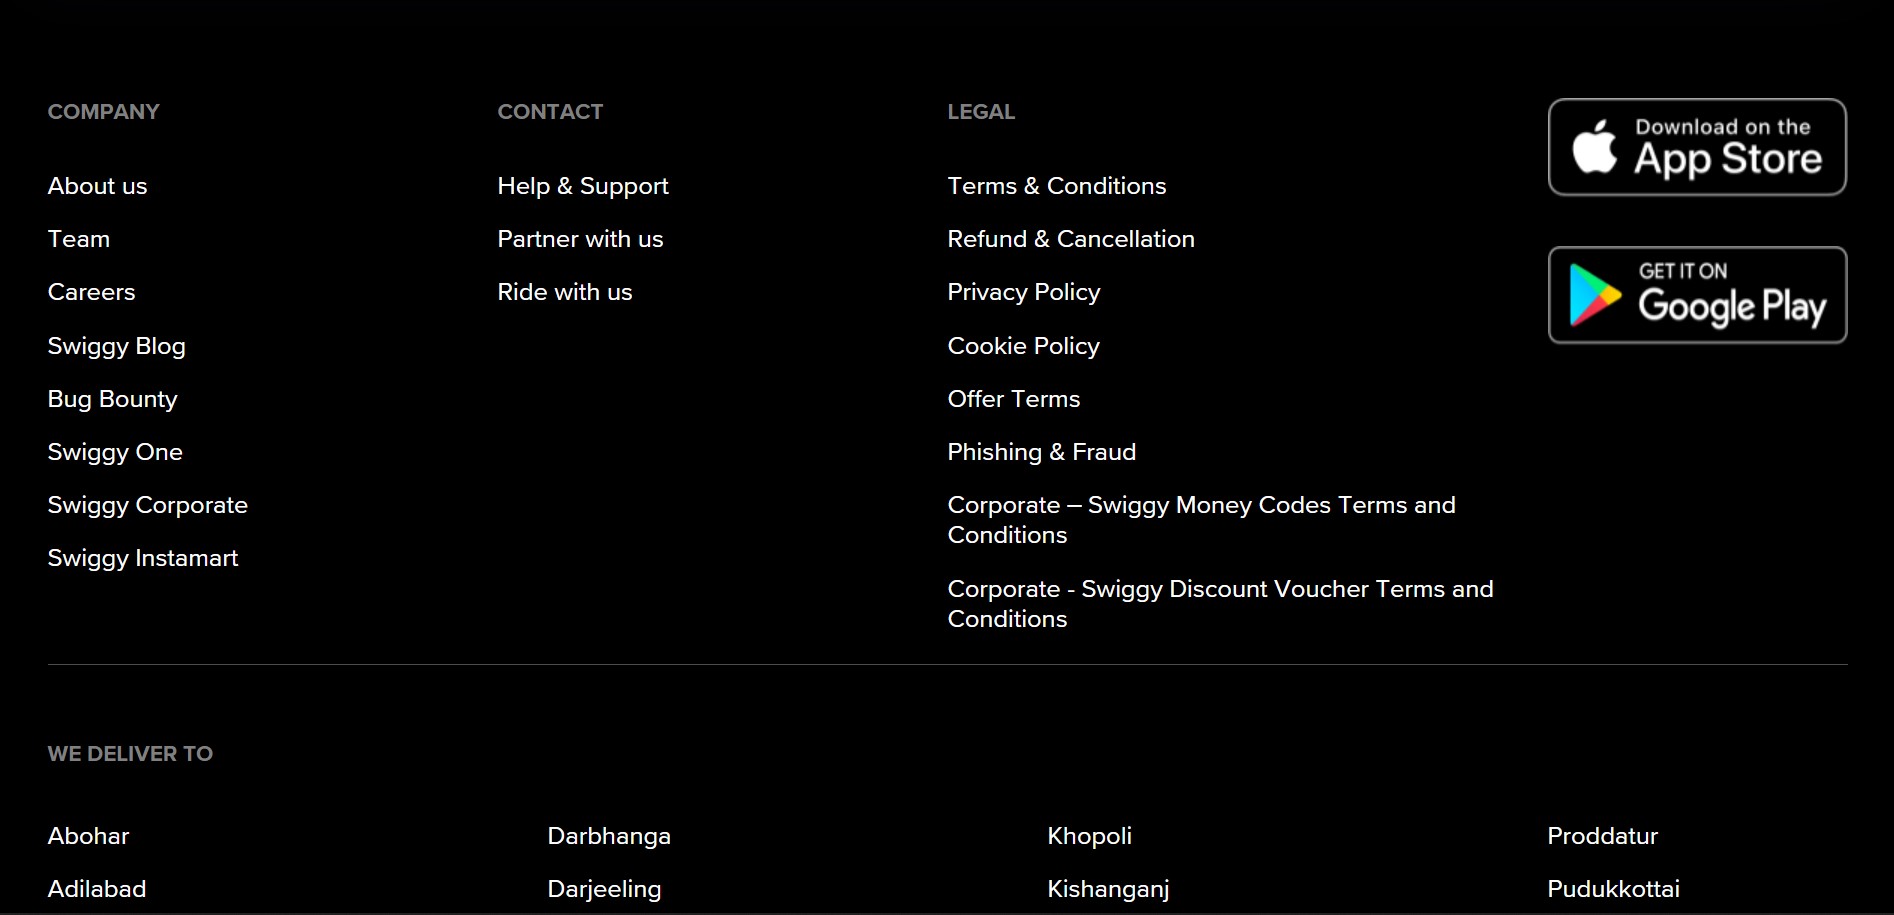 COMPANY
About us
Team
Careers
Swiggy Blog
Bug Bounty
Swiggy One
Swiggy Corporate
Swiggy Instamart
CONTACT
Help & Support
Partner with us
Ride with us
LEGAL
Terms & Conditions
Refund & Cancellation
Privacy Policy
Cookie Policy
Offer Terms
Phishing & Fraud
Corporate – Swiggy Money Codes Terms and
Conditions
Corporate - Swiggy Discount Voucher Terms and
Conditions
Download on the
App Store
GET IT ON
Google Play
WE DELIVER TO
Abohar
Adilabad
Darbhanga
Darjeeling
Khopoli
Kishanganj
Proddatur
Pudukkottai